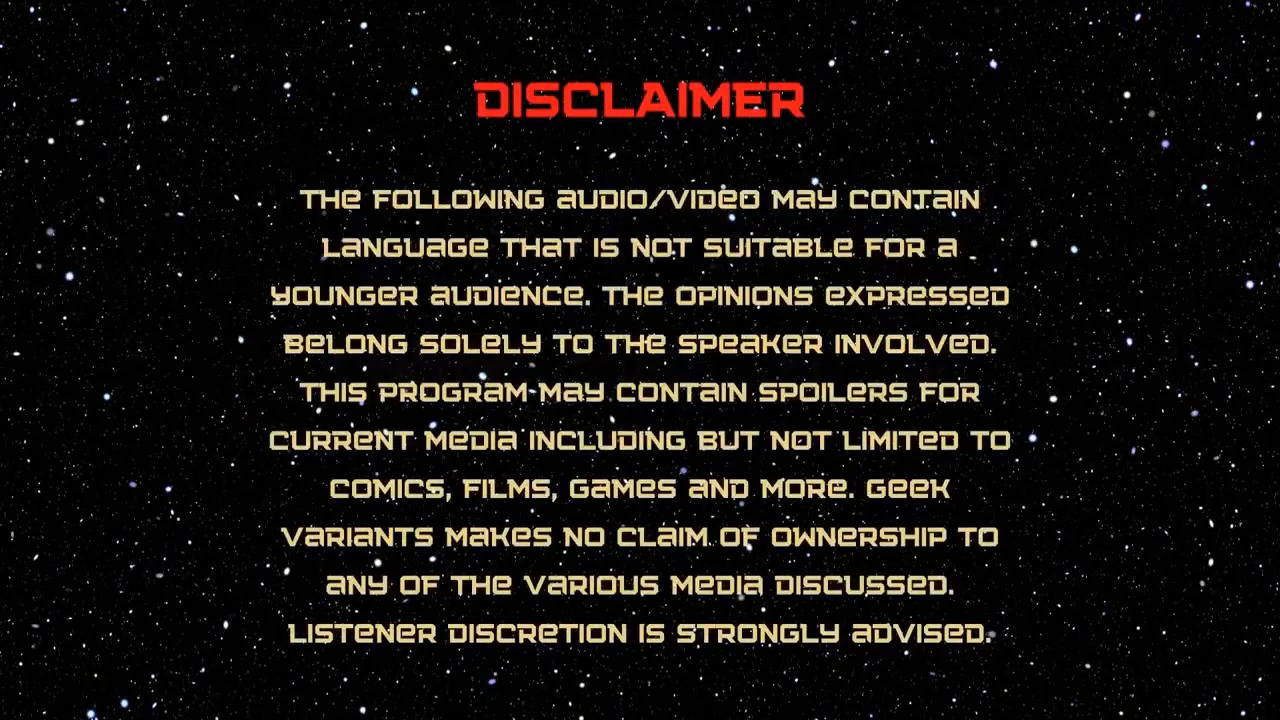 DISCLAIMER
THE FOLLOWING AUDIO/VIDEO MAY CONTAIN
LANGUAGE THAT IS NOT SUITABLE FOR A
YOUNGER AUDIENCE. THE OPINIONS EXPRESSED
BELONG SOLELY TO THE SPEAKER INVOLVED.
THIS PROGRAM MAY CONTAIN SPOILERS FOR
CURRENT MEDIA INCLUDING BUT NOT LIMITED TO
COMICS, FILMS, GAMES AND MORE. GEEK
VARIANTS MAKES NO CLAIM OF OWNERSHIP TO
ANY OF THE VARIOUS MEDIA DISCUSSED.
LISTENER DISCRETION IS STRONGLY ADVISED.